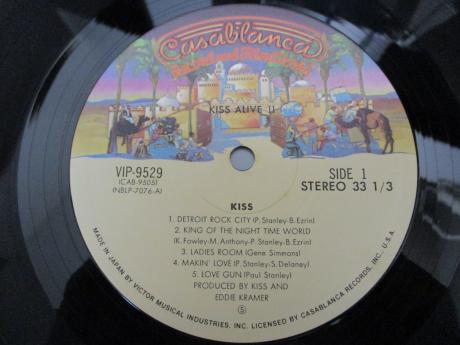 Casablanca
Record and FilmWorks
KISS ALIVE II
VIP-9529
(CAB-9505)
(NBLP-7076-A)
SIDE 1
STEREO 33 1/3
KISS
1. DETROIT ROCK CITY (P. Stanley-B. Ezrin)
2. KING OF THE NIGHT TIME WORLD
(K. Fowley-M. Anthony-P. Stanley-B. Ezrin)
3. LADIES ROOM (Gene Simmons)
4. MAKIN' LOVE (P. Stanley-S. Delaney)
5. LOVE GUN (Paul Stanley)
PRODUCED BY KISS AND
EDDIE KRAMER
S
MADE IN JAPAN BY VICTOR MUSICAL INDUSTRIES, INC. LICENSED BY CASABLANCA RECORDS, INC., U.S.A.